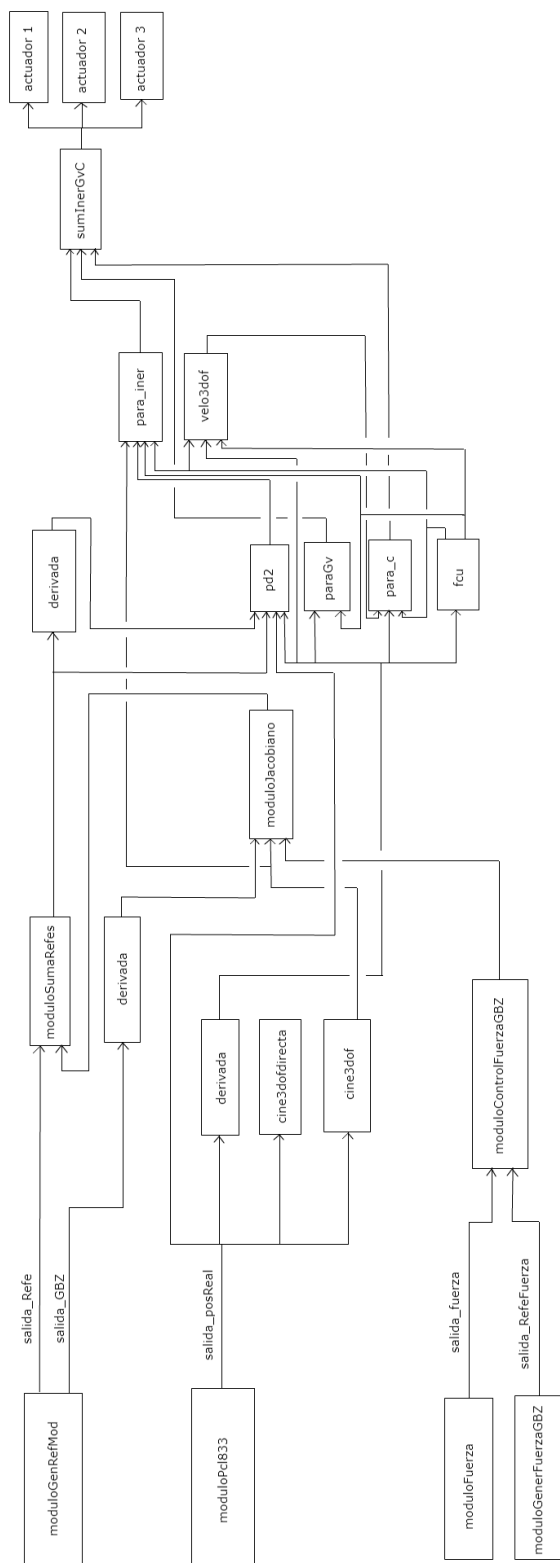 moduloGenRefMod
salida_Refe
salida_GBZ
moduloSumaRefes
derivada
derivada
moduloPcl833
salida_posReal
derivada
cine3dofdirecta
cine3dof
moduloFuerza
salida_fuerza
moduloGenerFuerzaGBZ
salida_RefeFuerza
moduloControlFuerzaGBZ
moduloJacobiano
pd2
paraGv
para_c
fcu
para_iner
velo3dof
sumInerGvC
actuador 1
actuador 2
actuador 3